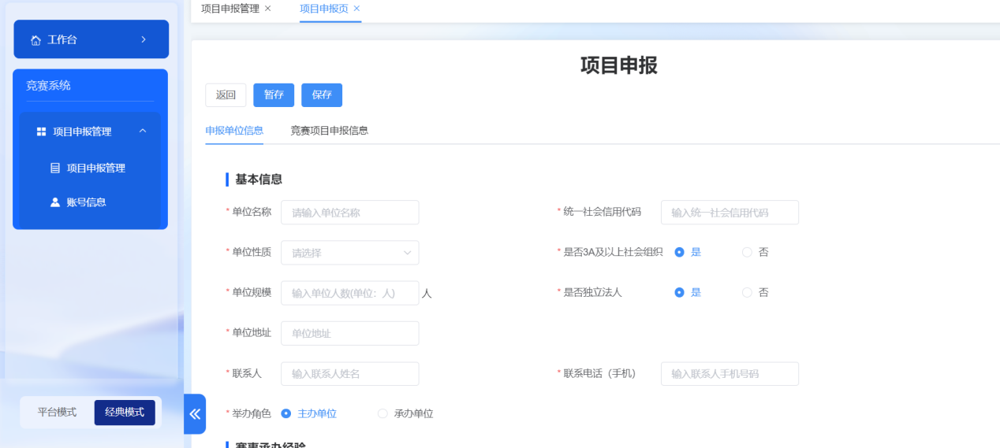 项目申报管理 × 项目申报页 ×
工作台
竞赛系统
项目申报管理
项目申报管理
账号信息
平台模式 经典模式
项目申报
返回 暂存 保存
申报单位信息 竞赛项目申报信息
基本信息
* 单位名称 请输入单位名称 * 统一社会信用代码 输入统一社会信用代码
* 单位性质 请选择 * 是否3A及以上社会组织 是 否
* 单位规模 输入单位人数(单位：人) 人 * 是否独立法人 是 否
* 单位地址 单位地址
* 联系人 输入联系人姓名 * 联系电话（手机） 输入联系人手机号码
* 举办角色 主办单位 承办单位
赛事承办经验